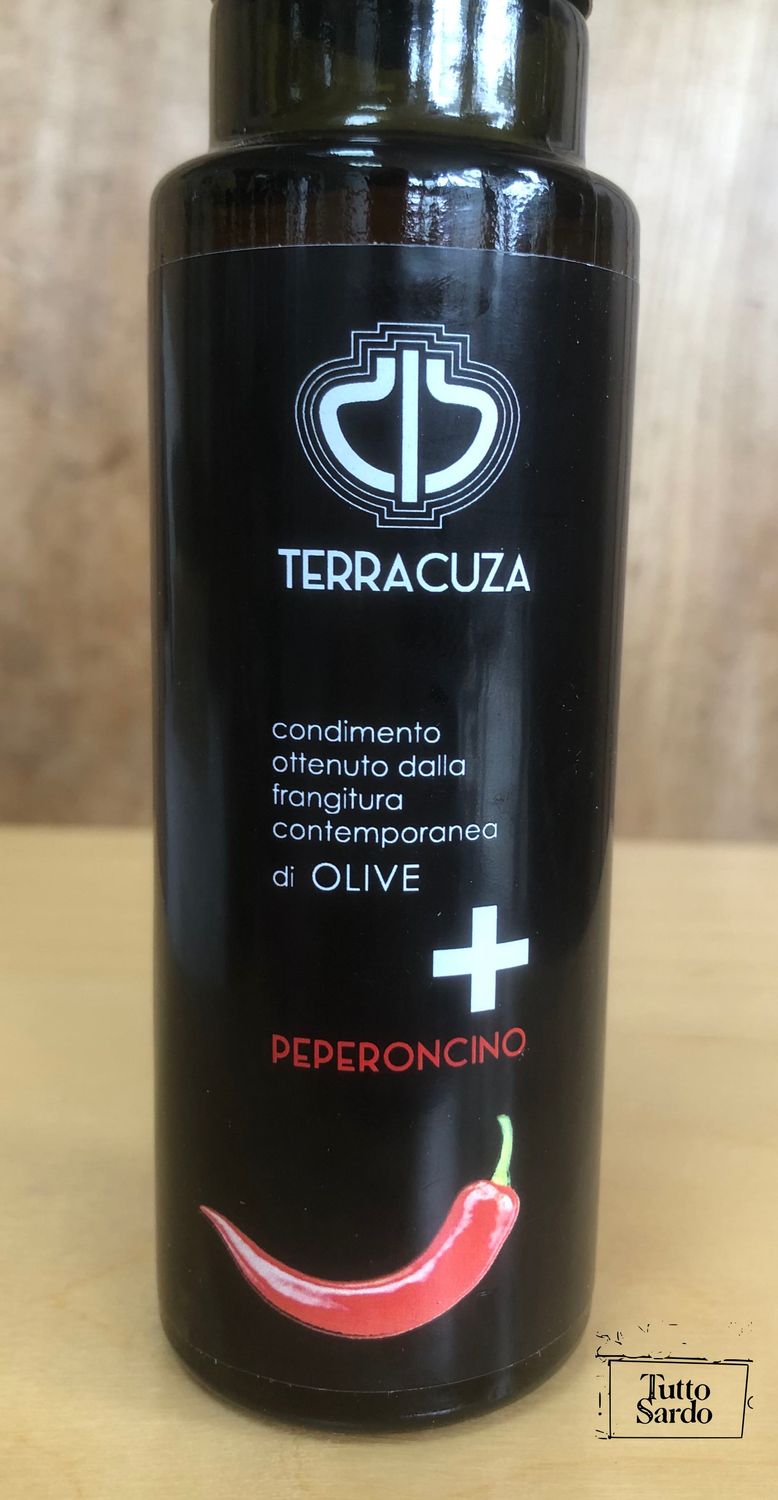 TERRACUZA
condimento
ottenuto dalla
frangitura
contemporanea
di OLIVE
+
PEPERONCINO
Tutto
Sardo